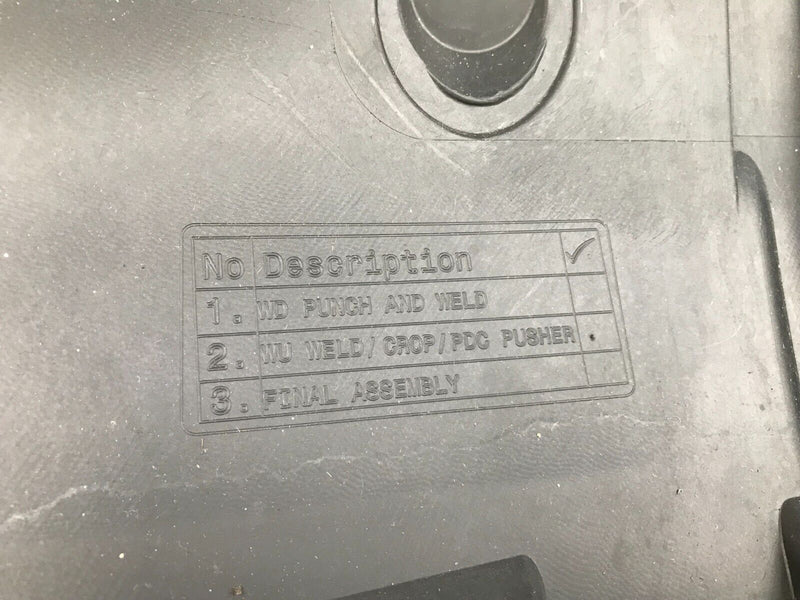 No Description ✓
1. WD PUNCH AND WELD
2. WU WELD/CROP/PDC PUSHER
3. FINAL ASSEMBLY